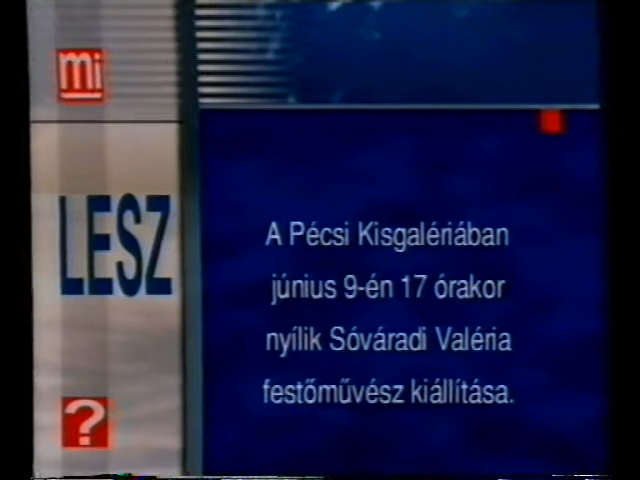 mi
LESZ
?
A Pécsi Kisgalériában
június 9-én 17 órakor
nyílik Sóváradi Valéria
festőművész kiállítása.